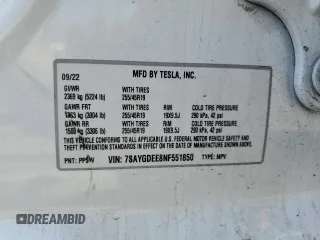 09/22 MFD BY TESLA, INC.
GVWR WITH TIRES
2369 kg (5224 lb) 255/45R19
GAWR FRT WITH TIRES RIM COLD TIRE PRESSURE
(3004 lb) 255/45R19 19X9.5J 290 kPa, 42 psi
GAWR RR WITH TIRES RIM COLD TIRE PRESSURE
1500 kg (3306 lb) 255/45R19 19X9.5J 290 kPa, 42 psi
THIS VEHICLE CONFORMS TO ALL APPLICABLE U.S. FEDERAL MOTOR VEHICLE SAFETY AND
THEFT PREVENTION STANDARDS IN EFFECT ON THE DATE OF MANUFACTURE SHOWN ABOVE.
PNT: PPSW VIN: 7SAYGDEE8NF551850 TYPE: MPV
DREAMBID